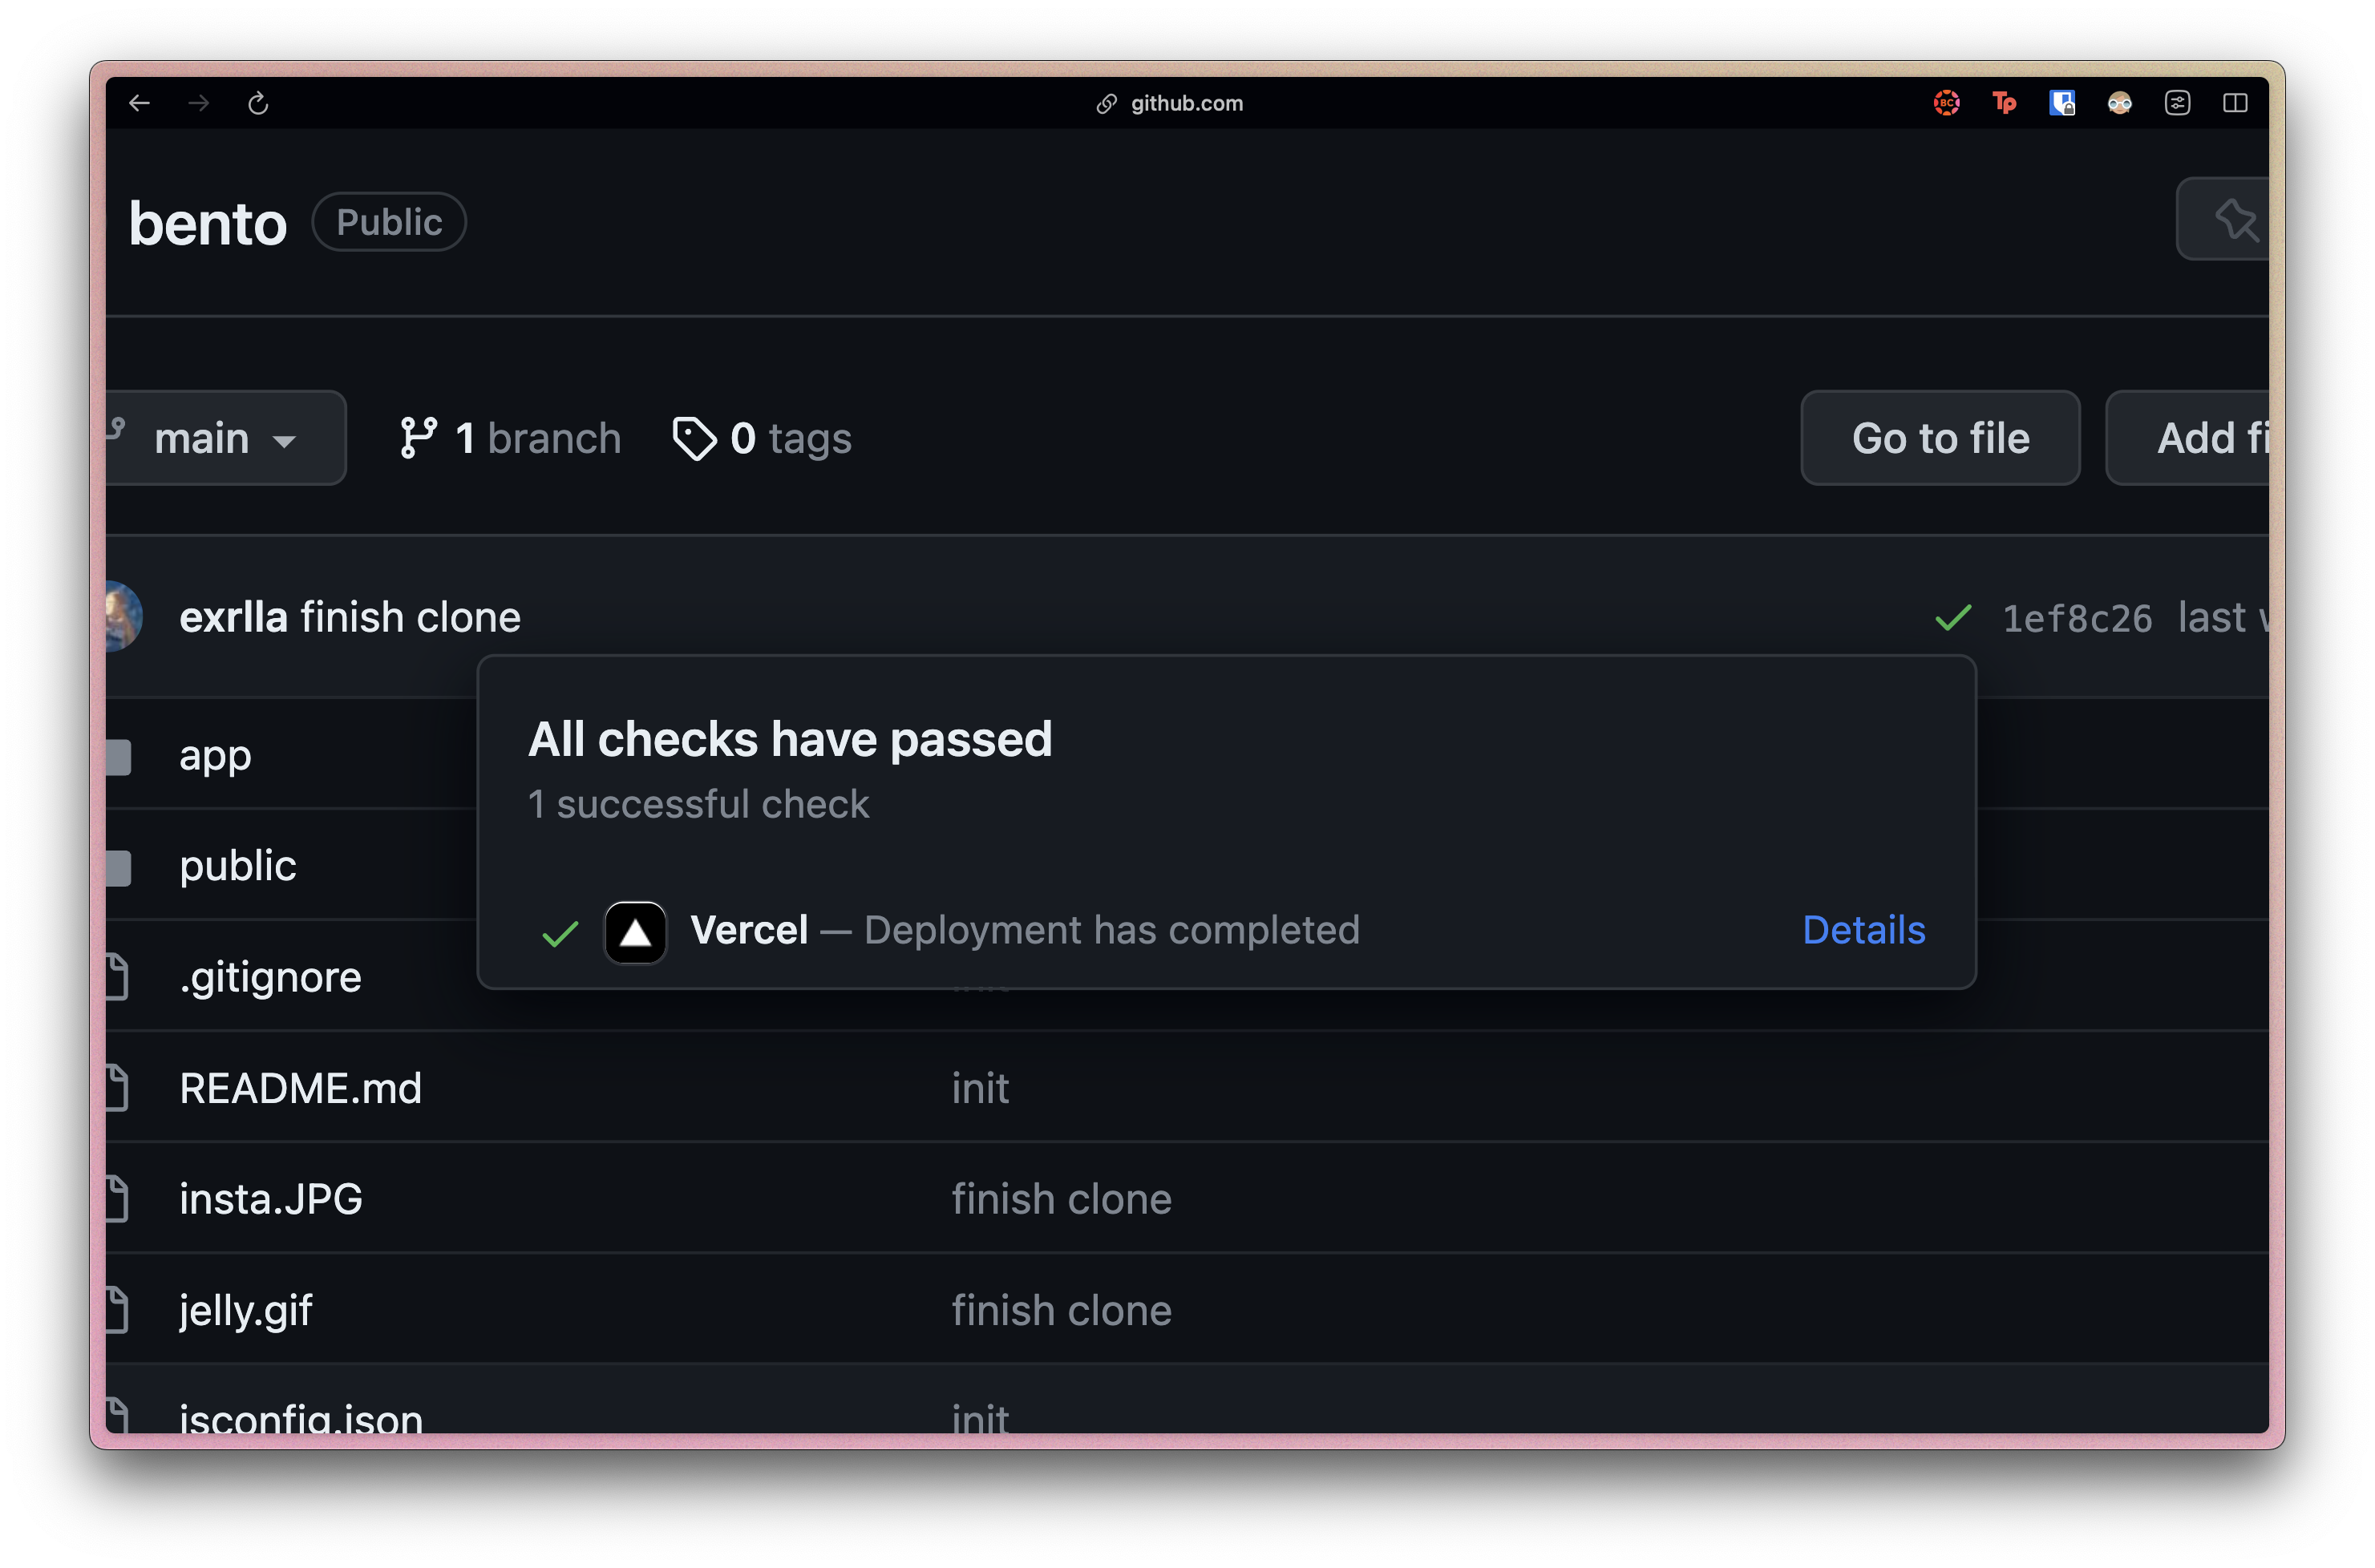 github.com
BC
Tp
bento Public
main 1 branch 0 tags Go to file Add
exrlla finish clone 1ef8c26 last
All checks have passed
1 successful check
app
public
Vercel — Deployment has completed Details
.gitignore
README.md init
insta.JPG finish clone
jelly.gif finish clone
jsconfig.json init